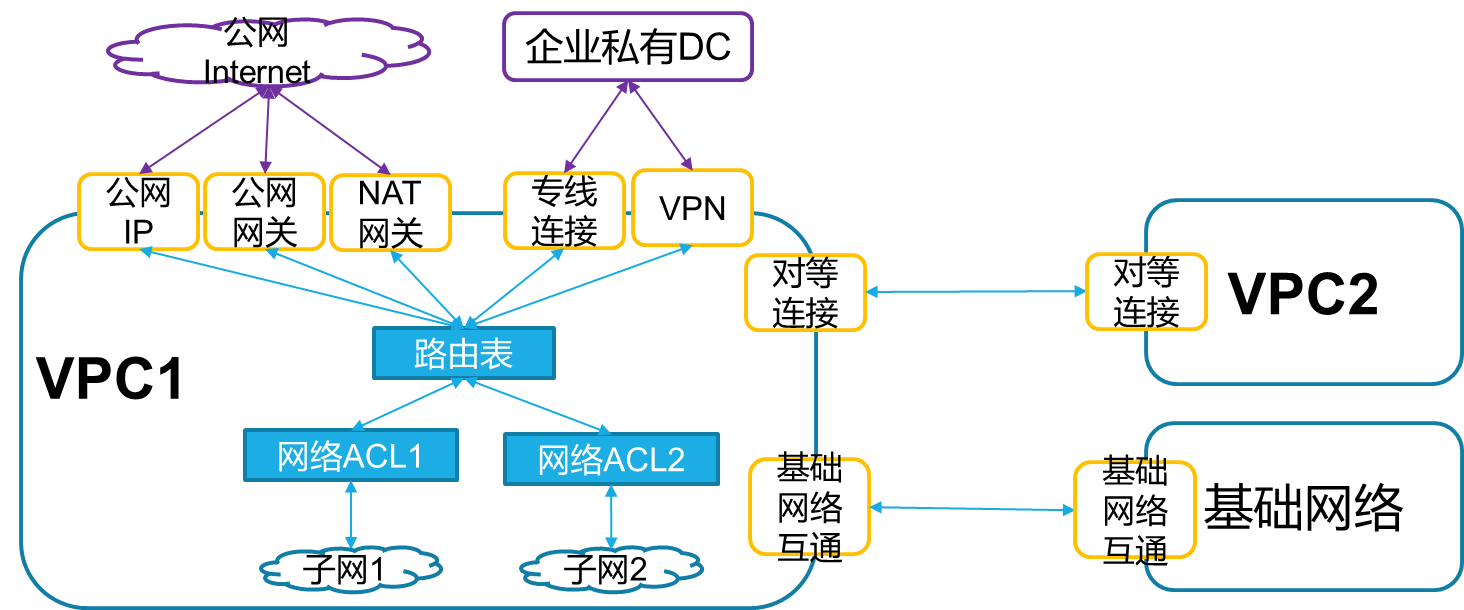 公网
Internet
企业私有DC
公网
IP
公网
网关
NAT
网关
专线
连接
VPN
对等
连接
对等
连接
VPC2
VPC1
路由表
网络ACL1
网络ACL2
基础
网络
互通
基础
网络
互通
基础网络
子网1
子网2